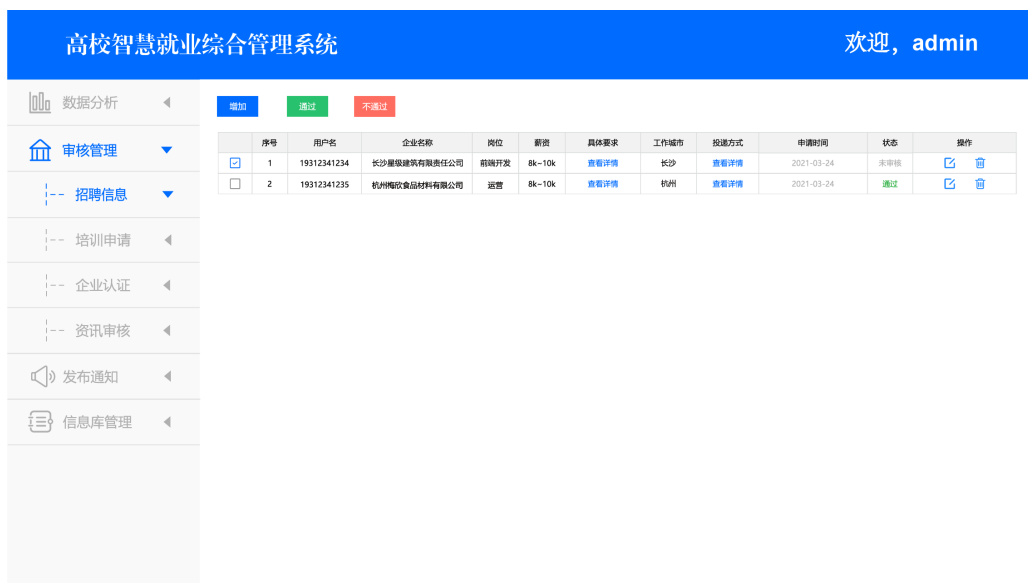 高校智慧就业综合管理系统 欢迎，admin
数据分析
审核管理
招聘信息
培训申请
企业认证
资讯审核
发布通知
信息库管理
增加 通过 不通过
序号 用户名 企业名称 岗位 薪资 具体要求 工作城市 投递方式 申请时间 状态 操作
1 19312341234 长沙星级建筑有限责任公司 前端开发 8k~10k 查看详情 长沙 查看详情 2021-03-24 未审核
2 19312341235 杭州梅欣食品材料有限公司 运营 8k~10k 查看详情 杭州 查看详情 2021-03-24 通过